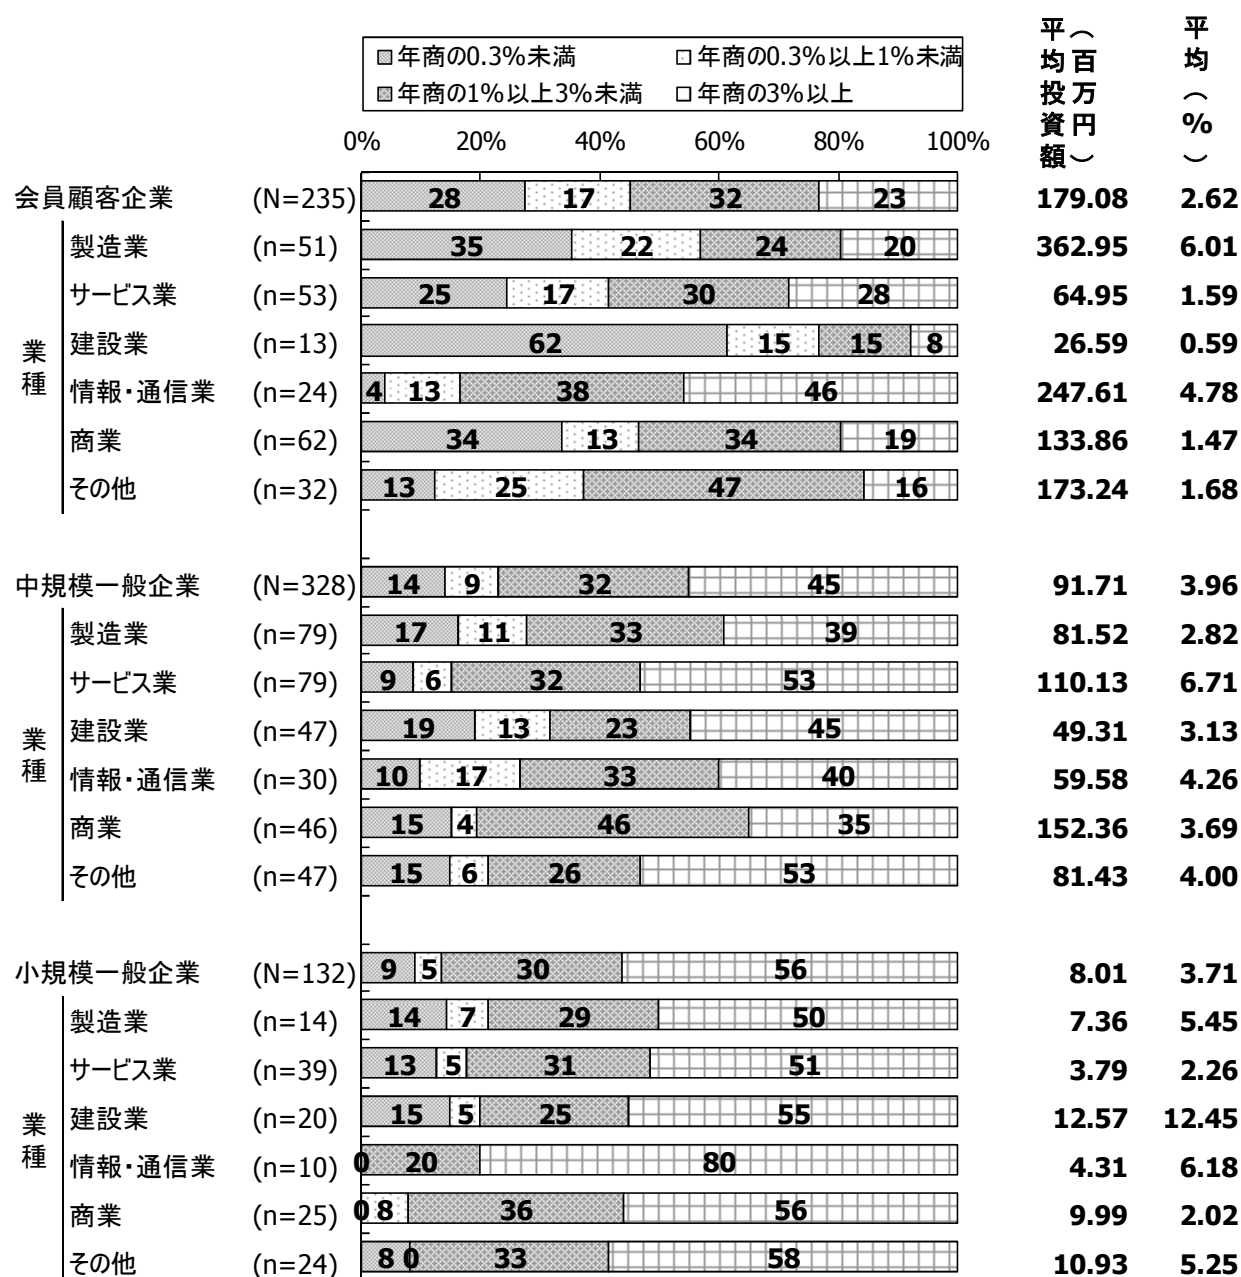 年商の0.3%未満 年商の0.3%以上1%未満
年商の1%以上3%未満 年商の3%以上
平均投資額（百万円）
平均（%）
0% 20% 40% 60% 80% 100%
会員顧客企業 (N=235) 28 17 32 23 179.08 2.62
業種
製造業 (n=51) 35 22 24 20 362.95 6.01
サービス業 (n=53) 25 17 30 28 64.95 1.59
建設業 (n=13) 62 15 15 8 26.59 0.59
情報・通信業 (n=24) 4 13 38 46 247.61 4.78
商業 (n=62) 34 13 34 19 133.86 1.47
その他 (n=32) 13 25 47 16 173.24 1.68
中規模一般企業 (N=328) 14 9 32 45 91.71 3.96
業種
製造業 (n=79) 17 11 33 39 81.52 2.82
サービス業 (n=79) 9 6 32 53 110.13 6.71
建設業 (n=47) 19 13 23 45 49.31 3.13
情報・通信業 (n=30) 10 17 33 40 59.58 4.26
商業 (n=46) 15 4 46 35 152.36 3.69
その他 (n=47) 15 6 26 53 81.43 4.00
小規模一般企業 (N=132) 9 5 30 56 8.01 3.71
業種
製造業 (n=14) 14 7 29 50 7.36 5.45
サービス業 (n=39) 13 5 31 51 3.79 2.26
建設業 (n=20) 15 5 25 55 12.57 12.45
情報・通信業 (n=10) 0 20 80 4.31 6.18
商業 (n=25) 0 8 36 56 9.99 2.02
その他 (n=24) 8 0 33 58 10.93 5.25